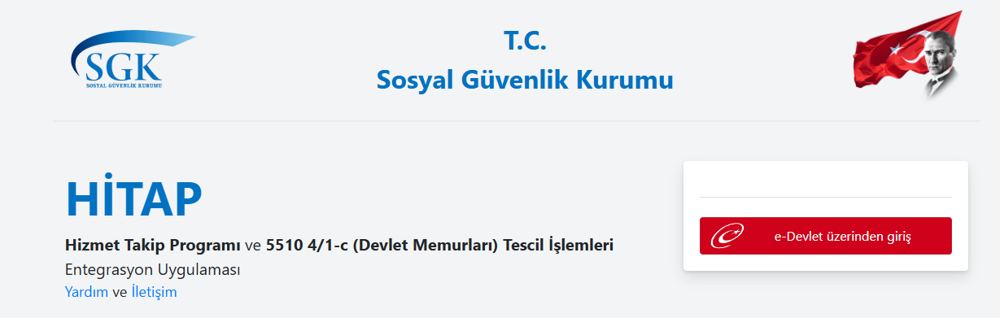 SGK
SOSYAL GÜVENLİK KURUMU
T.C.
Sosyal Güvenlik Kurumu
HİTAP
Hizmet Takip Programı ve 5510 4/1-c (Devlet Memurları) Tescil İşlemleri
Entegrasyon Uygulaması
Yardım ve İletişim
e-Devlet üzerinden giriş